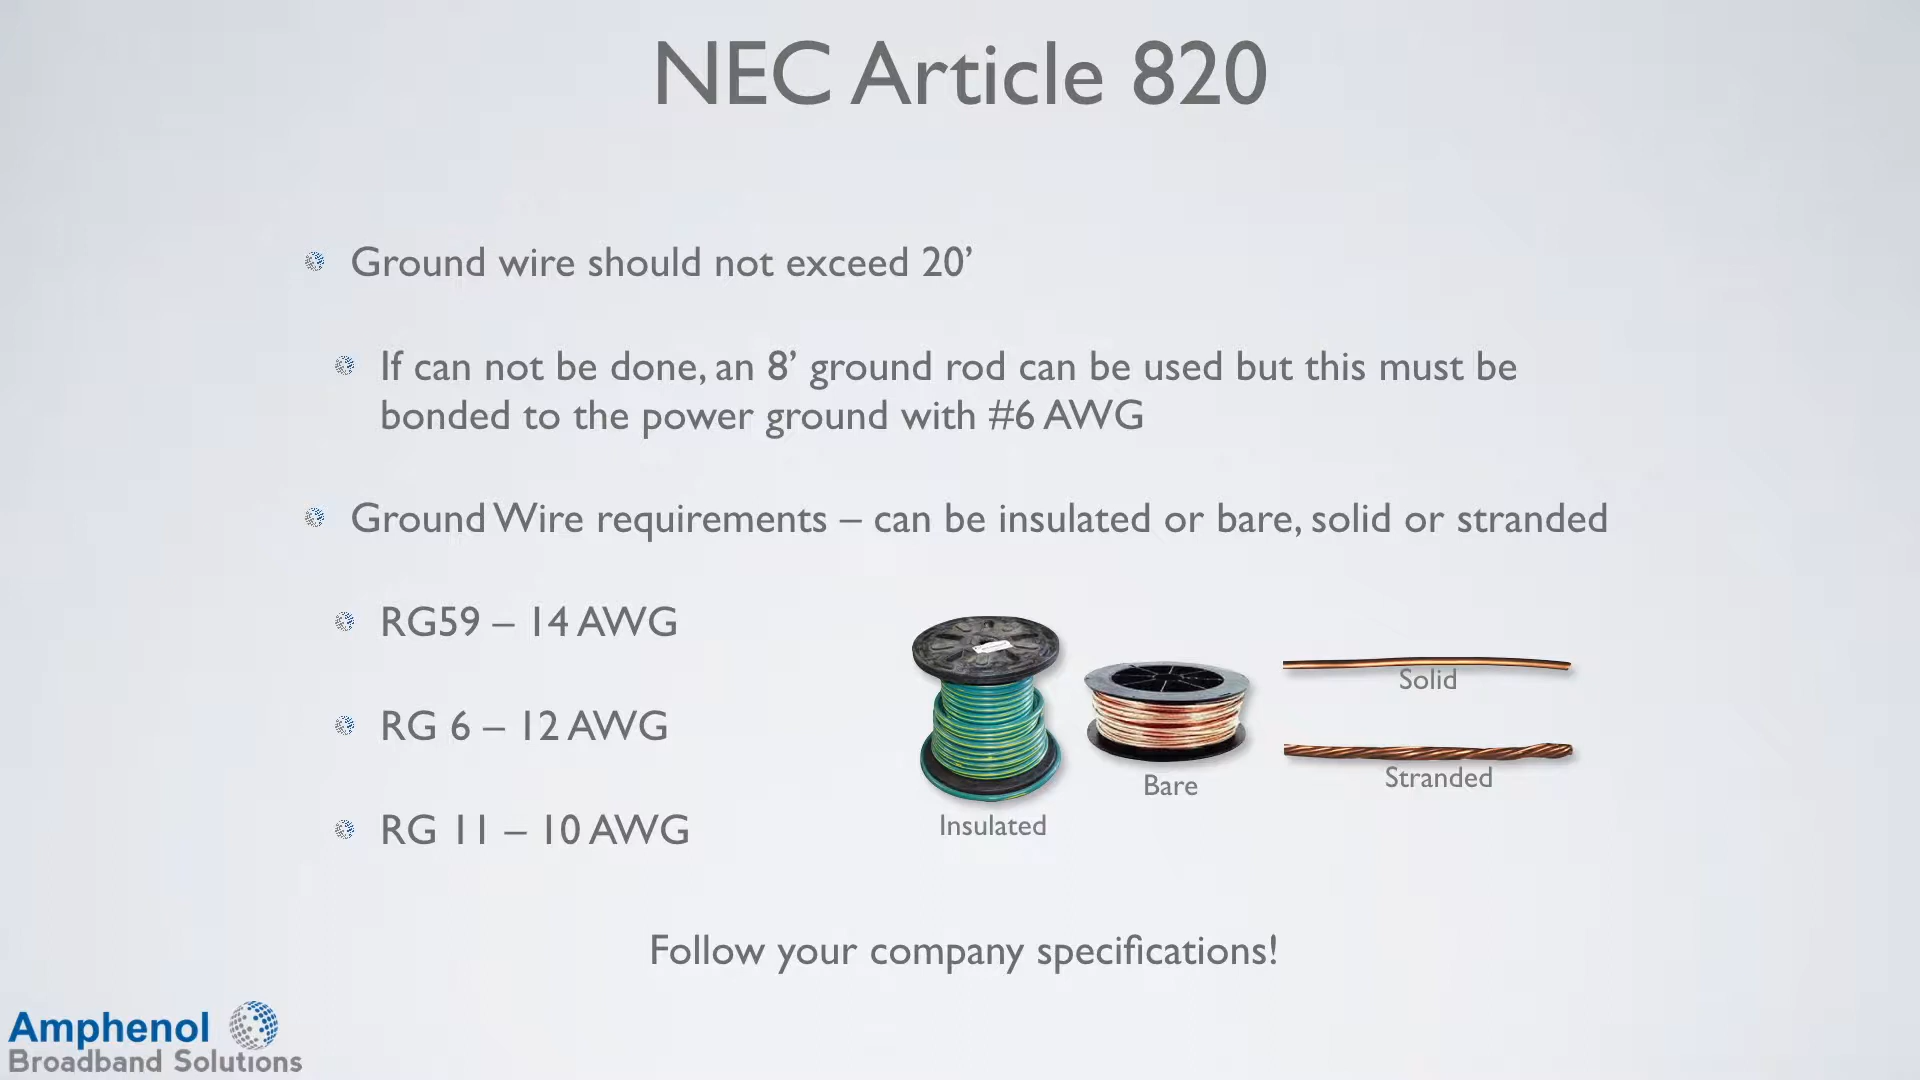 NEC Article 820
Ground wire should not exceed 20’
If can not be done, an 8’ ground rod can be used but this must be
bonded to the power ground with #6 AWG
Ground Wire requirements – can be insulated or bare, solid or stranded
RG59 – 14 AWG
RG 6 – 12 AWG
RG 11 – 10 AWG
Insulated
Bare
Solid
Stranded
Follow your company specifications!
Amphenol
Broadband Solutions